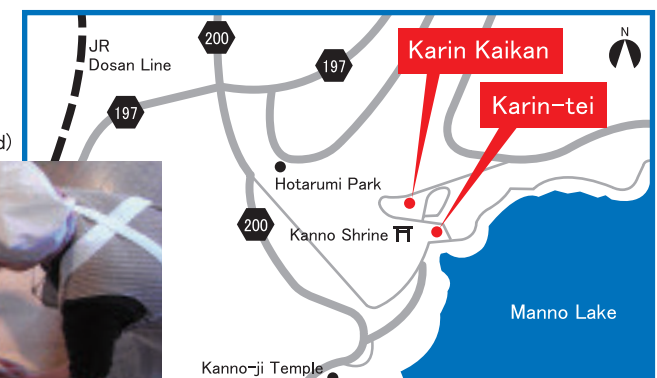 N
200
JR
Dosan Line
Karin Kaikan
197
Karin-tei
197
d)
Hotarumi Park
200
Kanno Shrine
Manno Lake
Kanno-ji Temple